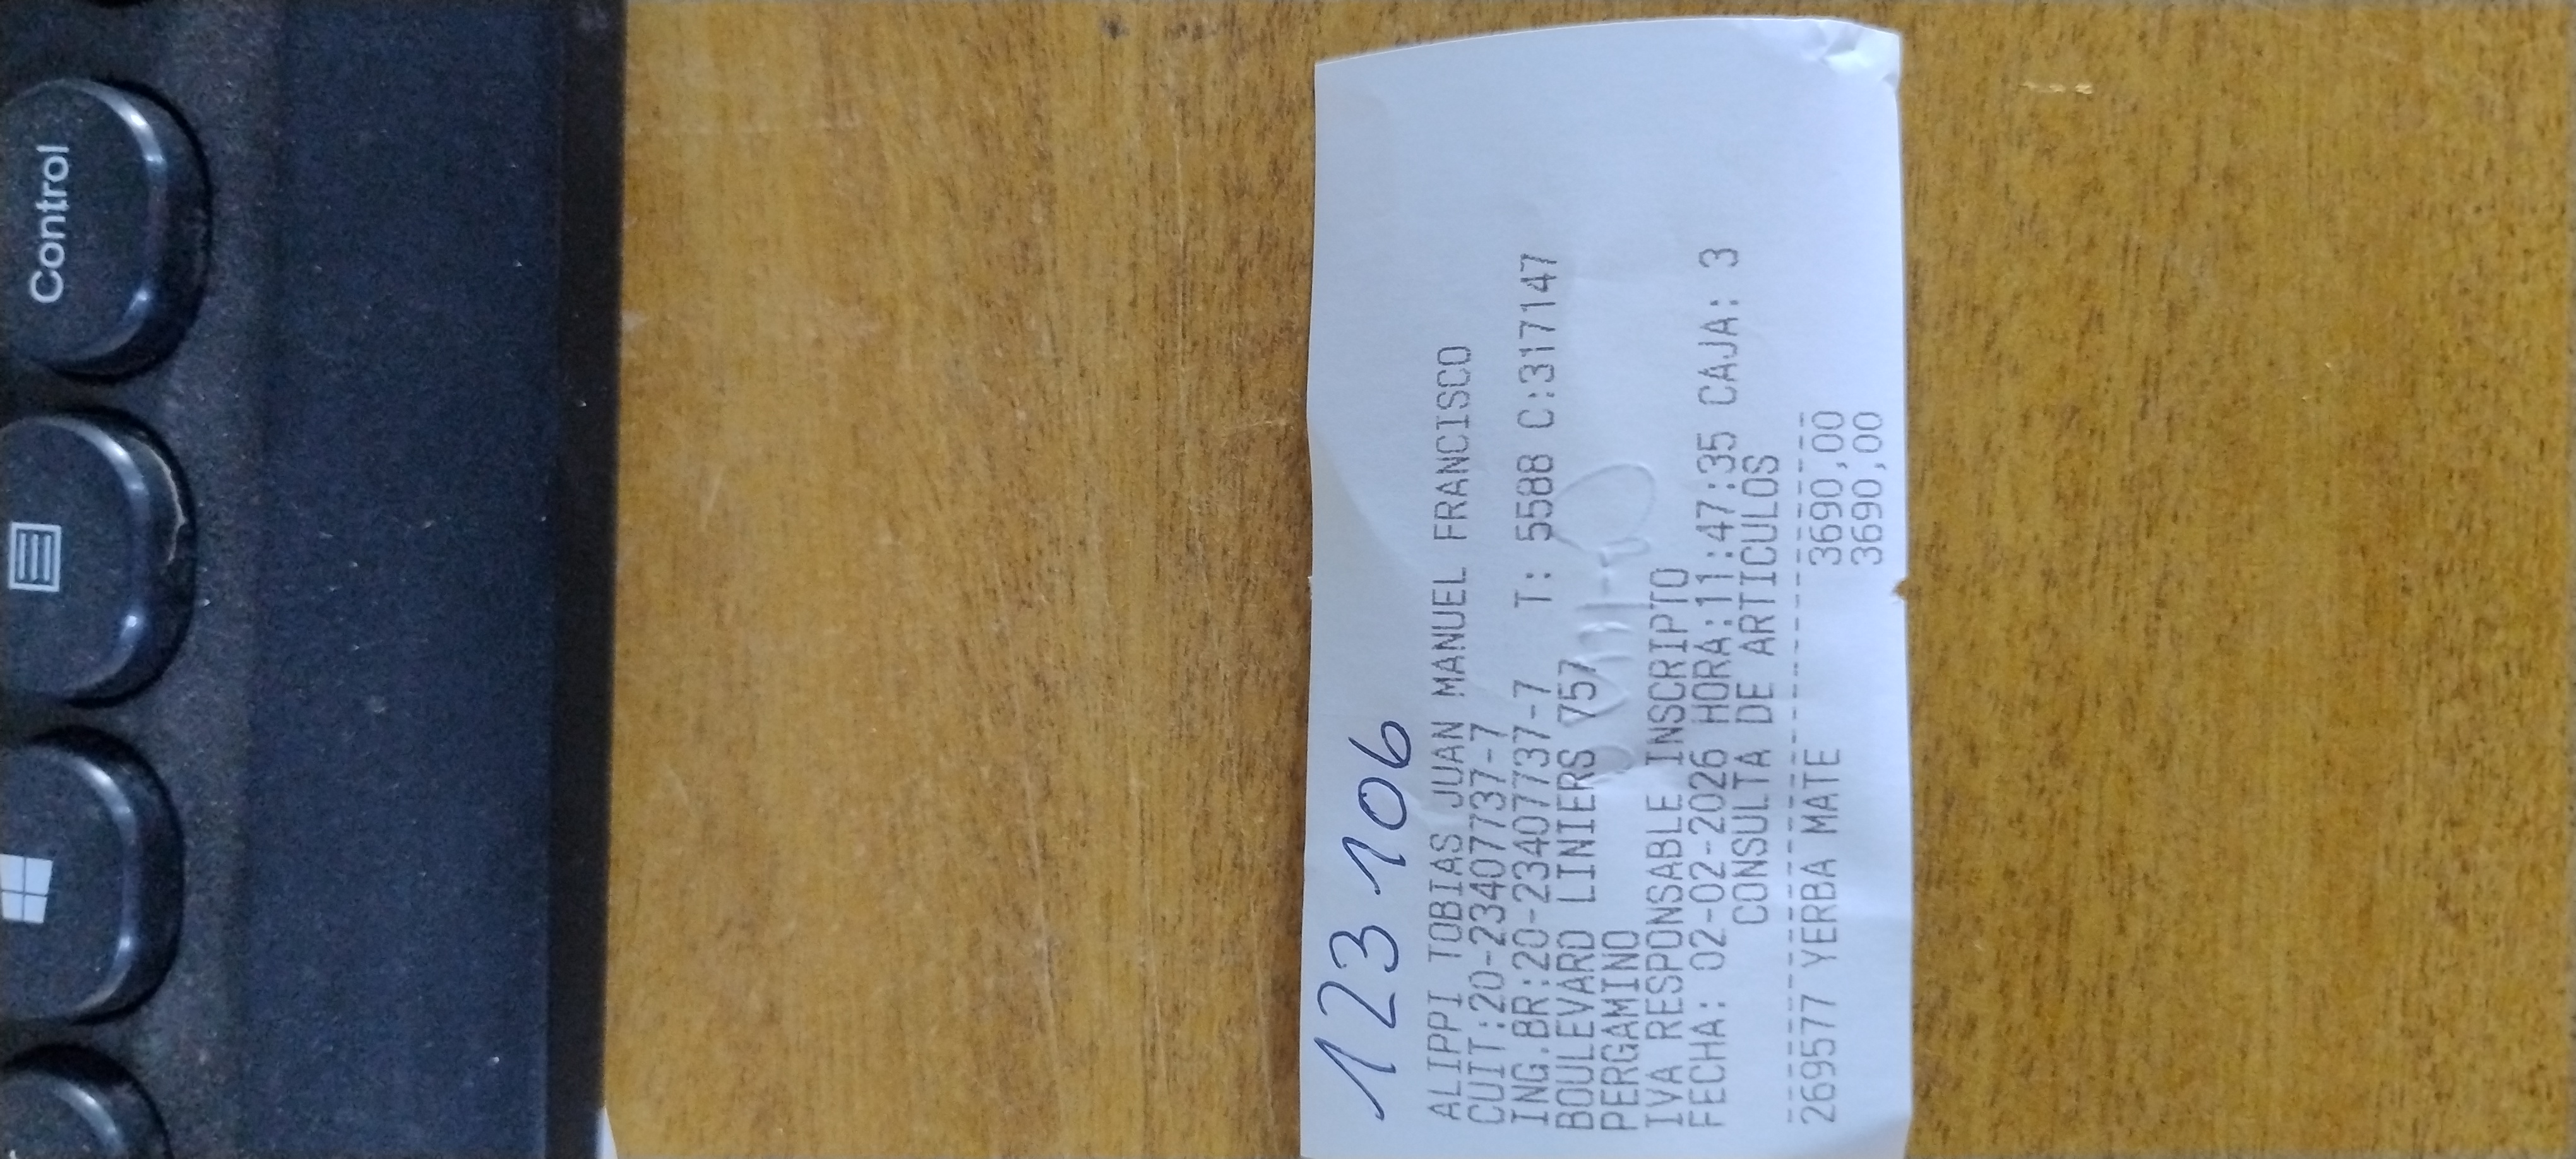 Control
123 106
ALIPPI TOBIAS JUAN MANUEL FRANCISCO
CUIT:20-23407737-7
ING.BR:20-23407737-7 T: 5588 C:317147
BOULEVARD LINIERS 757
PERGAMINO
IVA RESPONSABLE INSCRIPTO
FECHA: 02-02-2026 HORA:11:47:35 CAJA: 3
CONSULTA DE ARTICULOS
269577 YERBA MATE 3690,00
3690,00